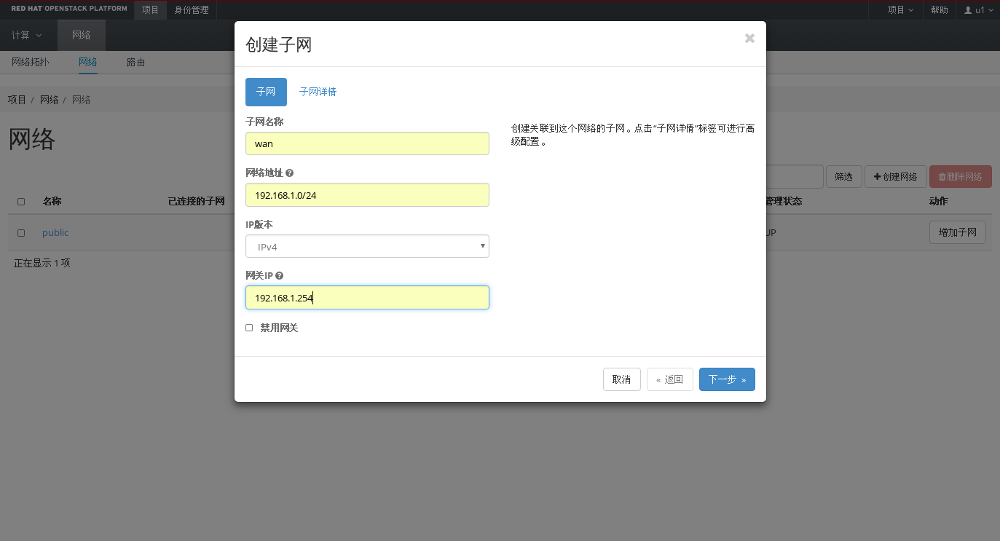 RED HAT OPENSTACK PLATFORM 项目 身份管理 项目 帮助 u1
计算 网络
网络拓扑 网络 路由
项目 / 网络 / 网络
网络
筛选 创建网络 删除网络
名称 已连接的子网 管理状态 动作
public UP 增加子网
正在显示 1 项
创建子网
子网 子网详情
子网名称
wan
创建关联到这个网络的子网。点击“子网详情”标签可进行高
级配置。
网络地址
192.168.1.0/24
IP版本
IPv4
网关IP
192.168.1.254
禁用网关
取消 « 返回 下一步 »